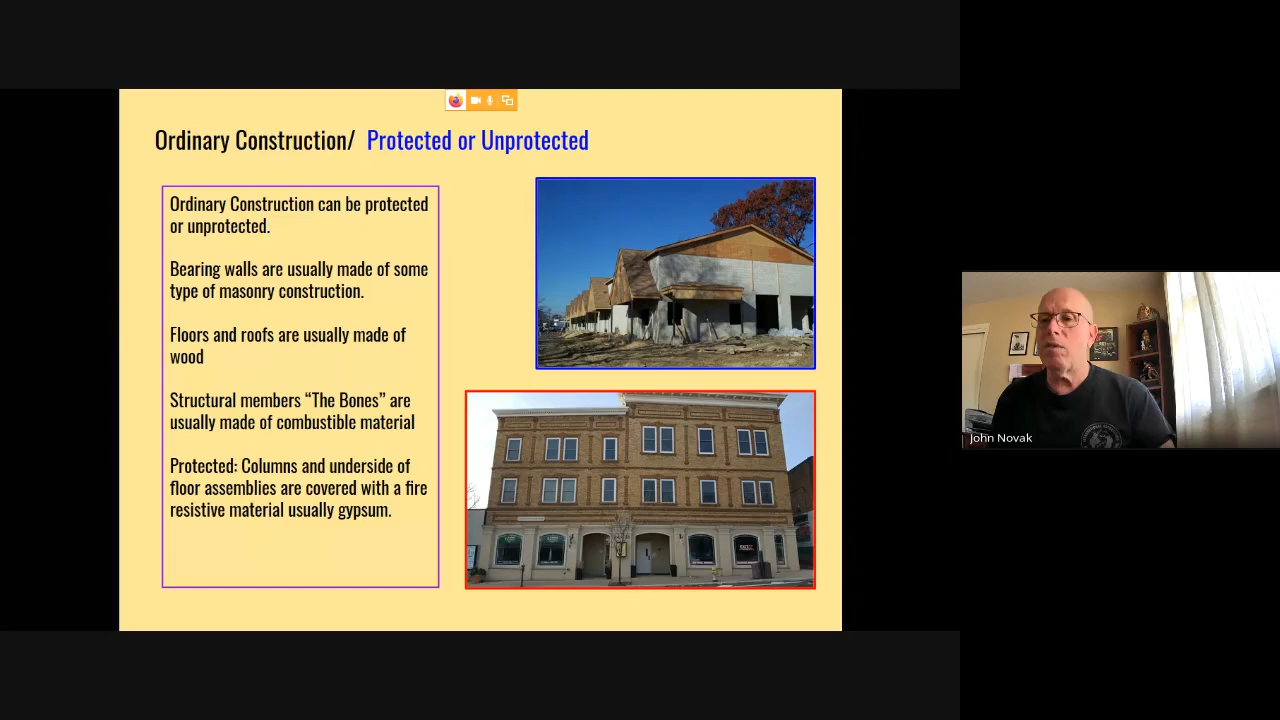 Ordinary Construction/ Protected or Unprotected
Ordinary Construction can be protected
or unprotected.
Bearing walls are usually made of some
type of masonry construction.
Floors and roofs are usually made of
wood
Structural members “The Bones” are
usually made of combustible material
Protected: Columns and underside of
floor assemblies are covered with a fire
resistive material usually gypsum.
John Novak